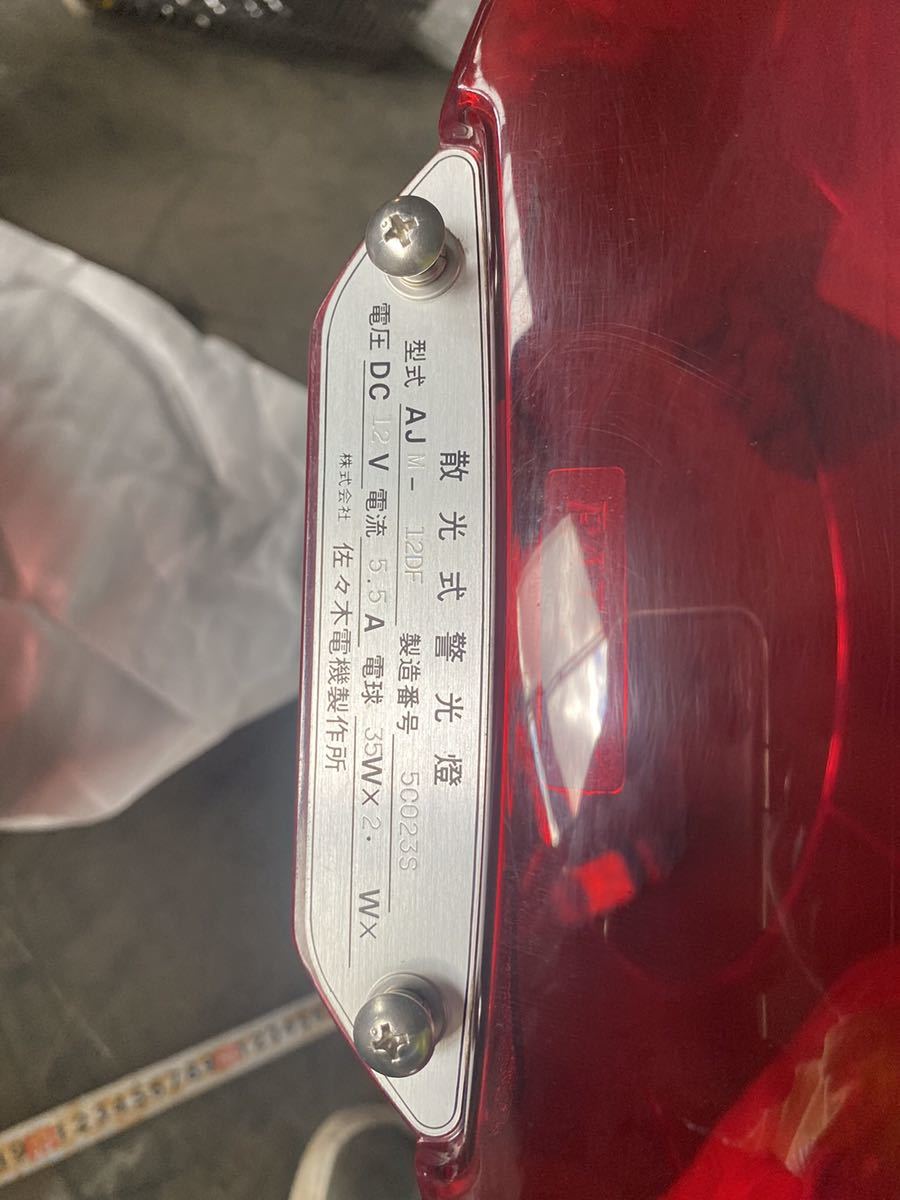 散光式警光燈
型式 AJM-12DF 製造番号 5C023S
電圧 DC 12 V 電流 5.5 A 電球 35W×2・ W×
株式会社 佐々木電機製作所